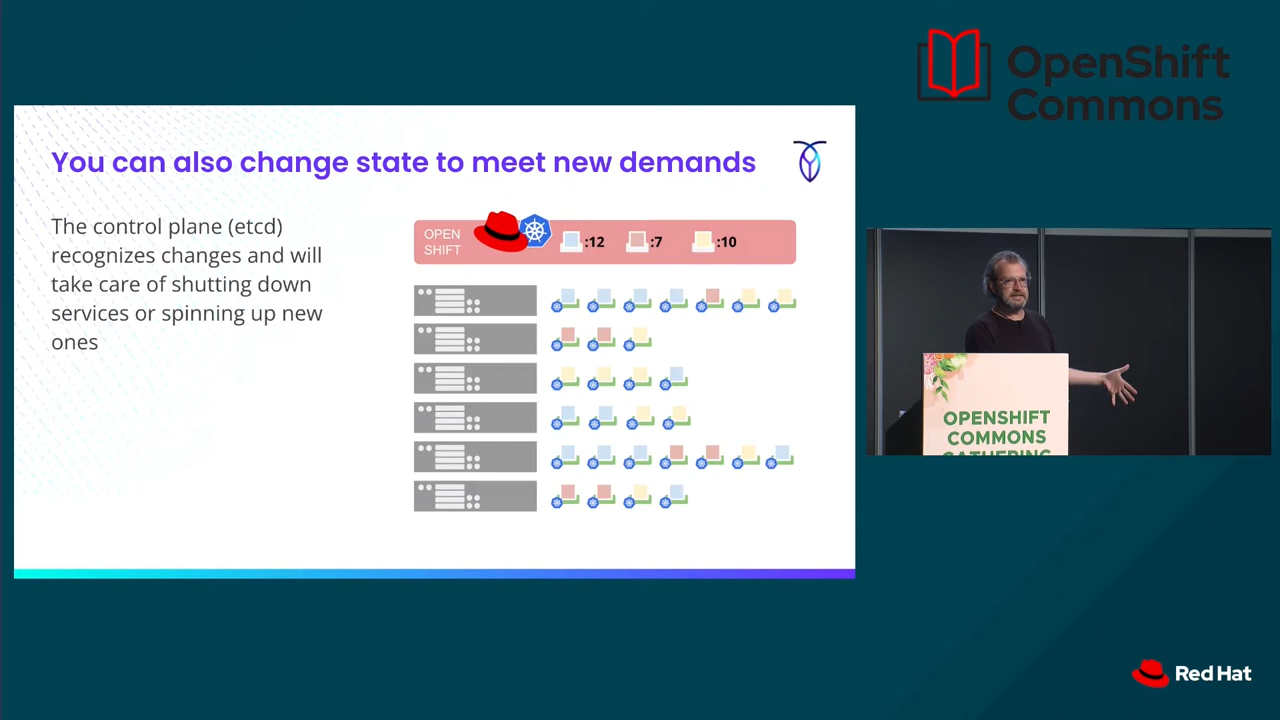 OpenShift
Commons
You can also change state to meet new demands
The control plane (etcd)
recognizes changes and will
take care of shutting down
services or spinning up new
ones
OPEN
SHIFT
:12
:7
:10
OPENSHIFT
COMMONS
GATHERING
Red Hat